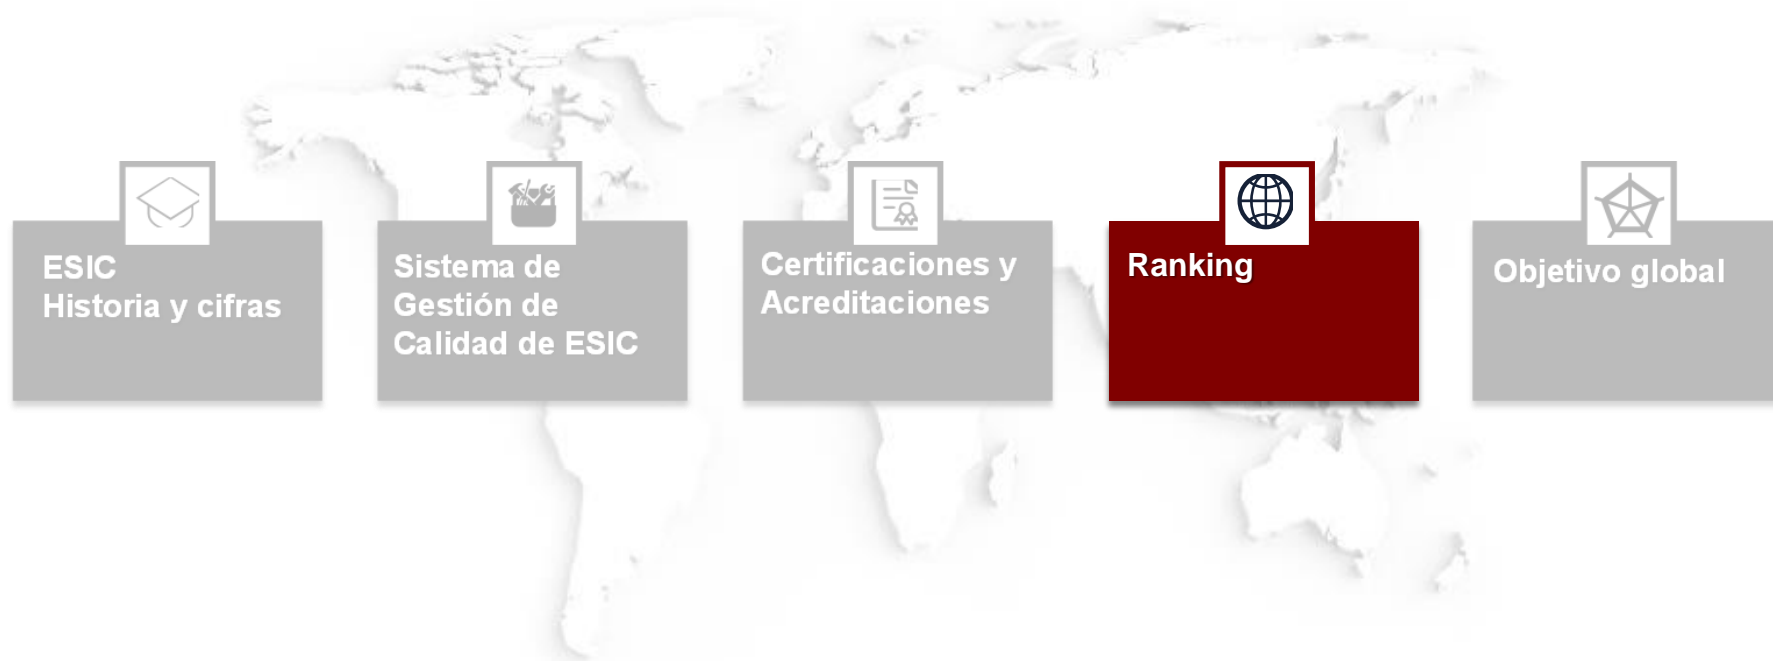 ESIC
Historia y cifras
Sistema de
Gestión de
Calidad de ESIC
Certificaciones y
Acreditaciones
Ranking
Objetivo global